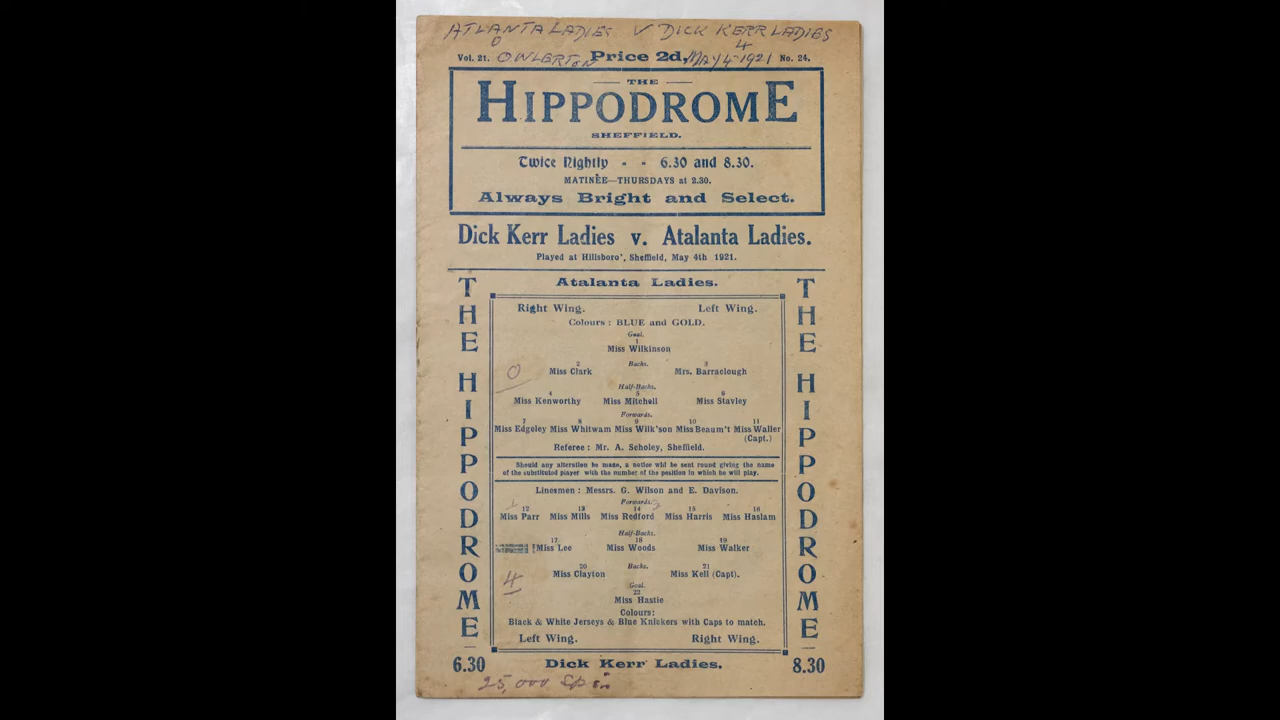 ATLANTA LADIES V DICK KERR LADIES
0 4
Vol. 21. OWLERTON Price 2d, MAY 4 1921 No. 24.
THE
HIPPODROME
SHEFFIELD.
Twice Nightly - - 6.30 and 8.30.
MATINÈE—THURSDAYS at 2.30.
Always Bright and Select.
Dick Kerr Ladies v. Atalanta Ladies.
Played at Hillsboro', Sheffield, May 4th 1921.
THE HIPPODROME
Atalanta Ladies.
Right Wing. Left Wing.
Colours : BLUE and GOLD.
Goal.
1
Miss Wilkinson
2 Backs. 3
0 Miss Clark Mrs. Barraclough
Half-Backs.
4 5 6
Miss Kenworthy Miss Mitchell Miss Stavley
Forwards.
7 8 9 10 11
Miss Edgeley Miss Whitwam Miss Wilk'son Miss Beaum't Miss Waller
(Capt.)
Referee : Mr. A. Scholey, Sheffield.
Should any alteration be made, a notice will be sent round giving the name
of the substituted player with the number of the position in which he will play.
Linesmen : Messrs. G. Wilson and E. Davison.
Forwards.
12 13 14 15 16
Miss Parr Miss Mills Miss Redford Miss Harris Miss Haslam
Half-Backs.
17 18 19
Miss Lee Miss Woods Miss Walker
20 Backs. 21
4 Miss Clayton Miss Kell (Capt).
Goal.
22
Miss Hastie
Colours:
Black & White Jerseys & Blue Knickers with Caps to match.
Left Wing. Right Wing.
THE HIPPODROME
6.30 Dick Kerr Ladies. 8.30
25,000